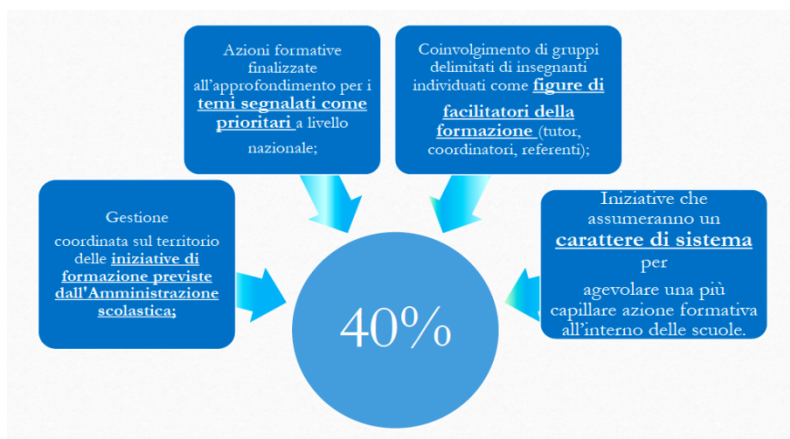 Gestione
coordinata sul territorio
delle iniziative di
formazione previste
dall'Amministrazione
scolastica;
Azioni formative
finalizzate
all'approfondimento per i
temi segnalati come
prioritari a livello
nazionale;
Coinvolgimento di gruppi
delimitati di insegnanti
individuati come figure di
facilitatori della
formazione (tutor,
coordinatori, referenti);
Iniziative che
assumeranno un
carattere di sistema
per
agevolare una più
capillare azione formativa
all'interno delle scuole.
40%